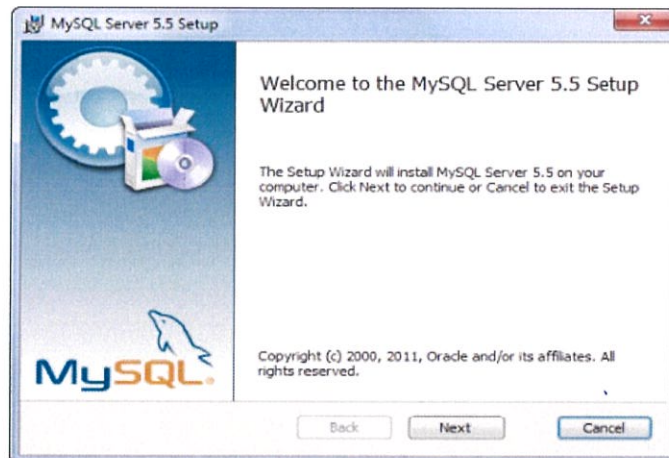 MySQL Server 5.5 Setup
Welcome to the MySQL Server 5.5 Setup
Wizard
The Setup Wizard will install MySQL Server 5.5 on your
computer. Click Next to continue or Cancel to exit the Setup
Wizard.
Copyright (c) 2000, 2011, Oracle and/or its affiliates. All
rights reserved.
MySQL.
Back
Next
Cancel